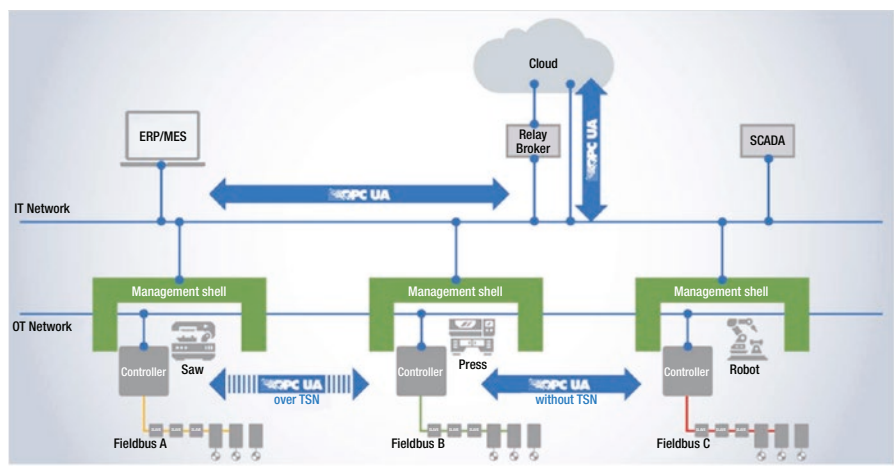 Cloud
ERP/MES
Relay
Broker
SCADA
OPC UA
OPC UA
IT Network
Management shell
Management shell
Management shell
OT Network
Controller
Saw
Controller
Press
Controller
Robot
OPC UA
over TSN
OPC UA
without TSN
Fieldbus A
Fieldbus B
Fieldbus C